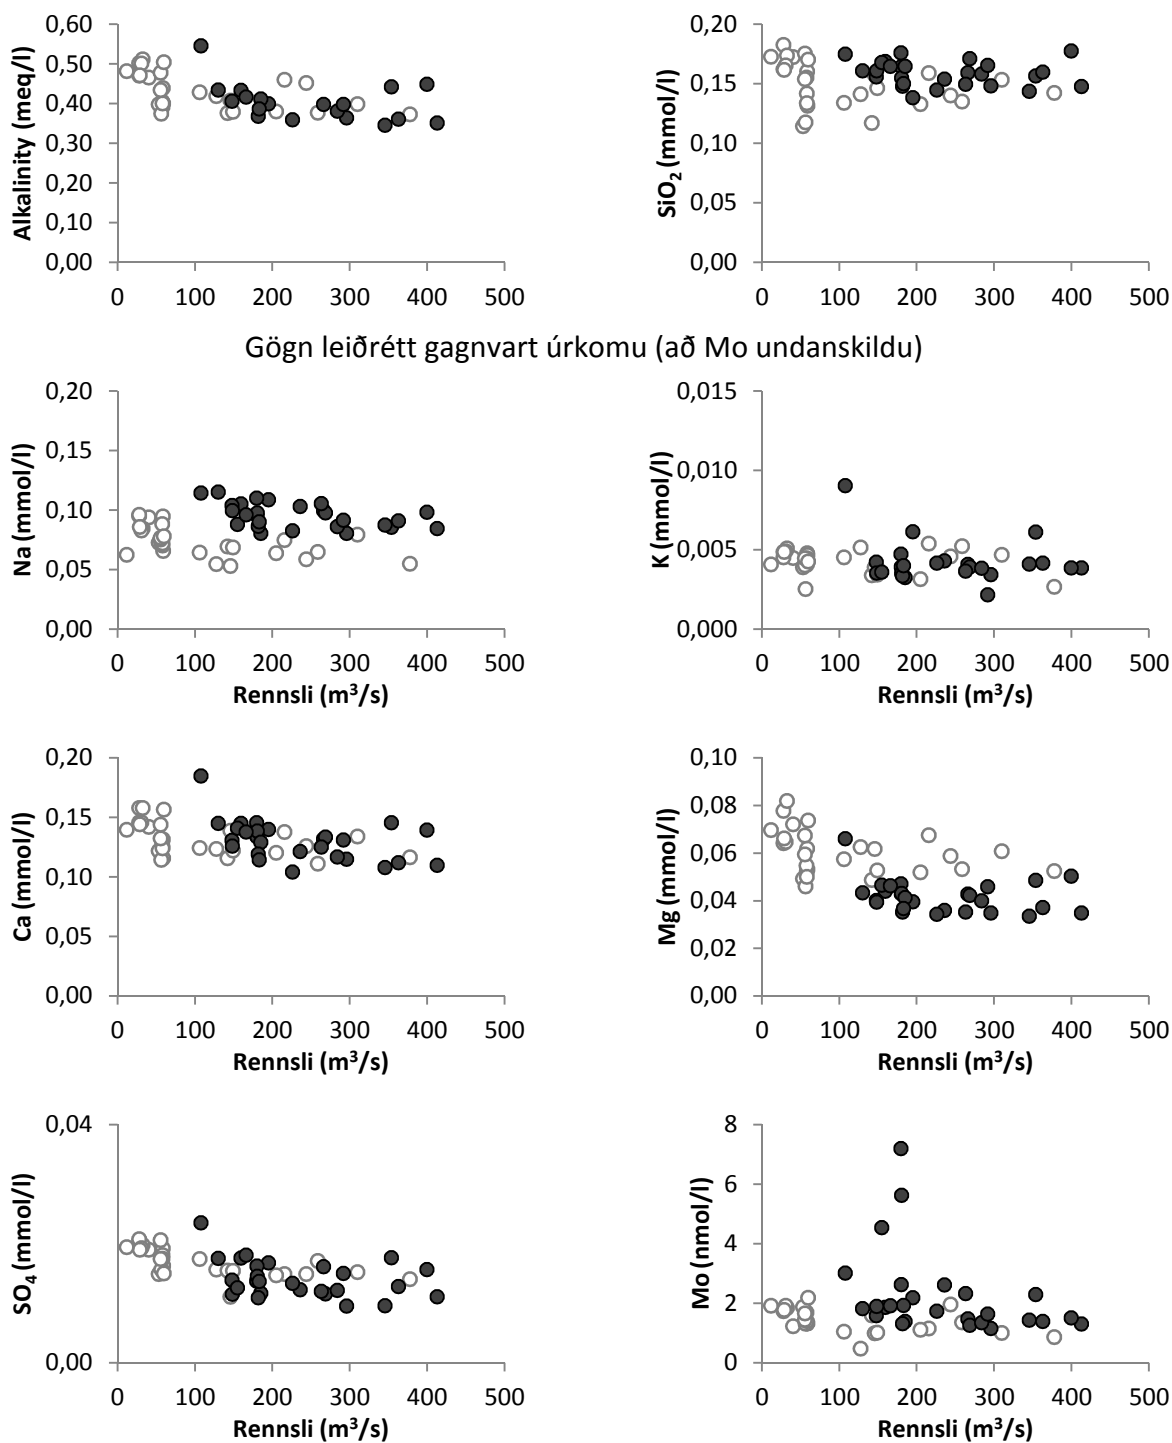 0,60 0,50 0,40 0,30 0,20 0,10 0,00
Alkalinity (meq/l)
0 100 200 300 400 500
0,20 0,15 0,10 0,05 0,00
SiO₂ (mmol/l)
0 100 200 300 400 500
Gögn leiðrétt gagnvart úrkomu (að Mo undanskildu)
0,20 0,15 0,10 0,05 0,00
Na (mmol/l)
0 100 200 300 400 500
Rennsli (m³/s)
0,015 0,010 0,005 0,000
K (mmol/l)
0 100 200 300 400 500
Rennsli (m³/s)
0,20 0,15 0,10 0,05 0,00
Ca (mmol/l)
0 100 200 300 400 500
Rennsli (m³/s)
0,10 0,08 0,06 0,04 0,02 0,00
Mg (mmol/l)
0 100 200 300 400 500
Rennsli (m³/s)
0,04 0,00
SO₄ (mmol/l)
0 100 200 300 400 500
Rennsli (m³/s)
8 6 4 2 0
Mo (nmol/l)
0 100 200 300 400 500
Rennsli (m³/s)